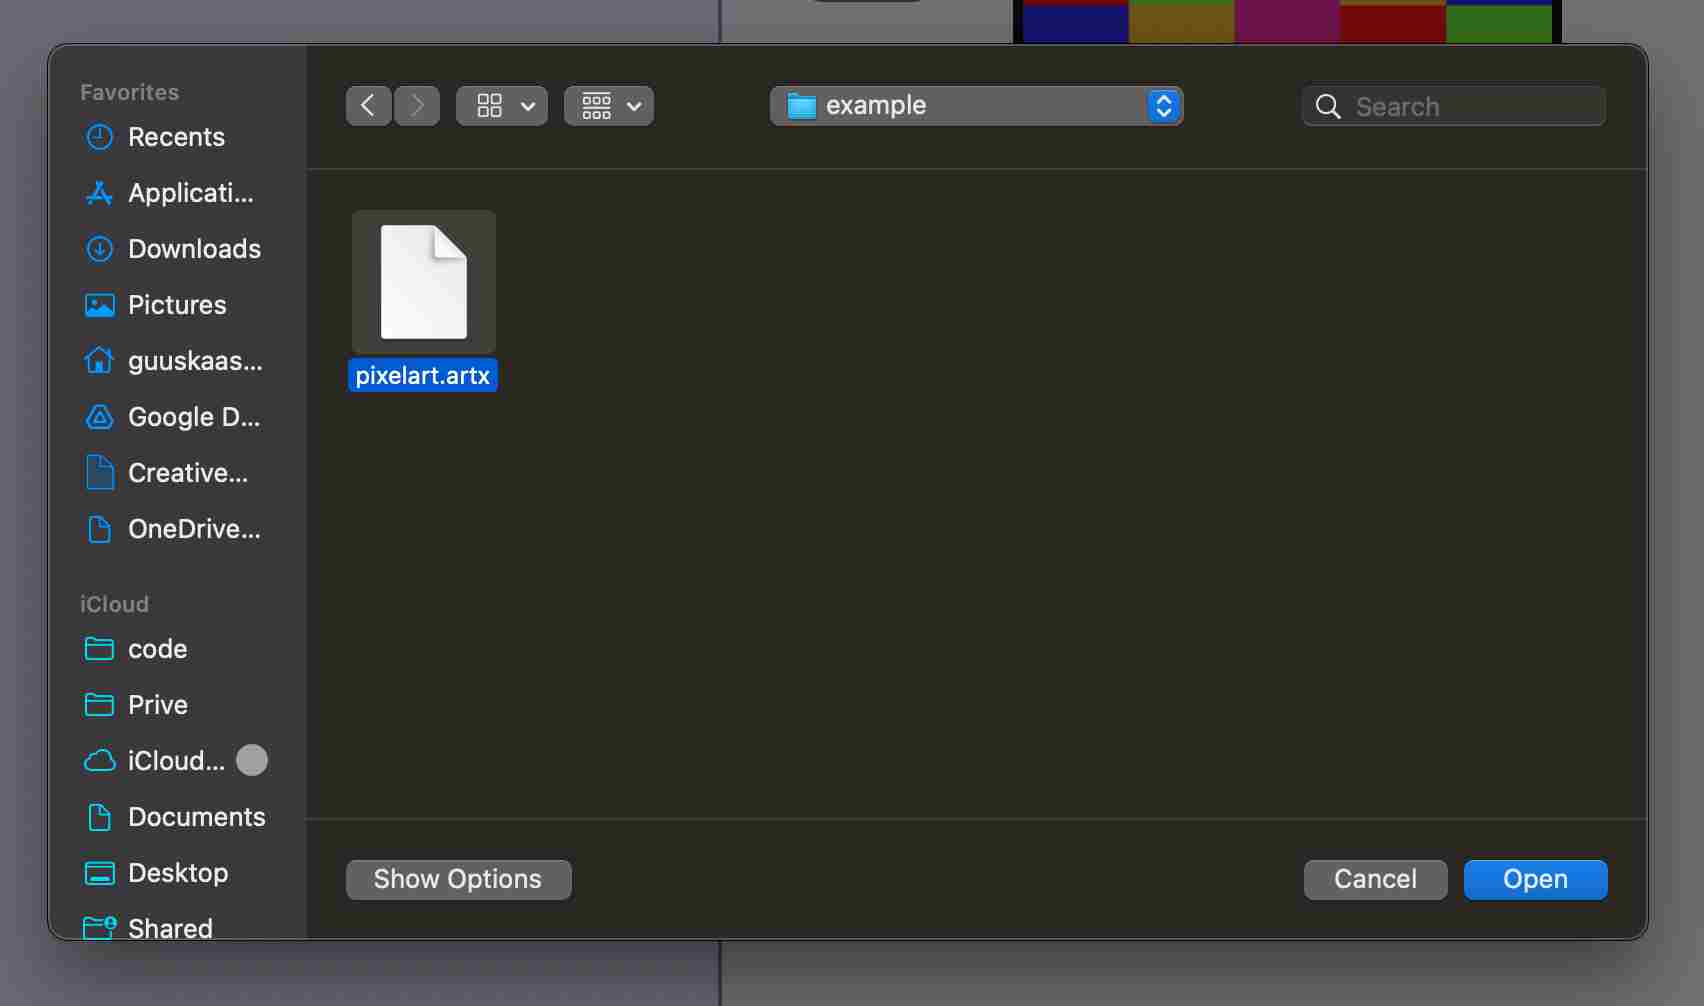 Favorites
Recents
Applicati...
Downloads
Pictures
guuskaas...
Google D...
Creative...
OneDrive...
iCloud
code
Prive
iCloud...
Documents
Desktop
Shared
example
Search
pixelart.artx
Show Options
Cancel
Open